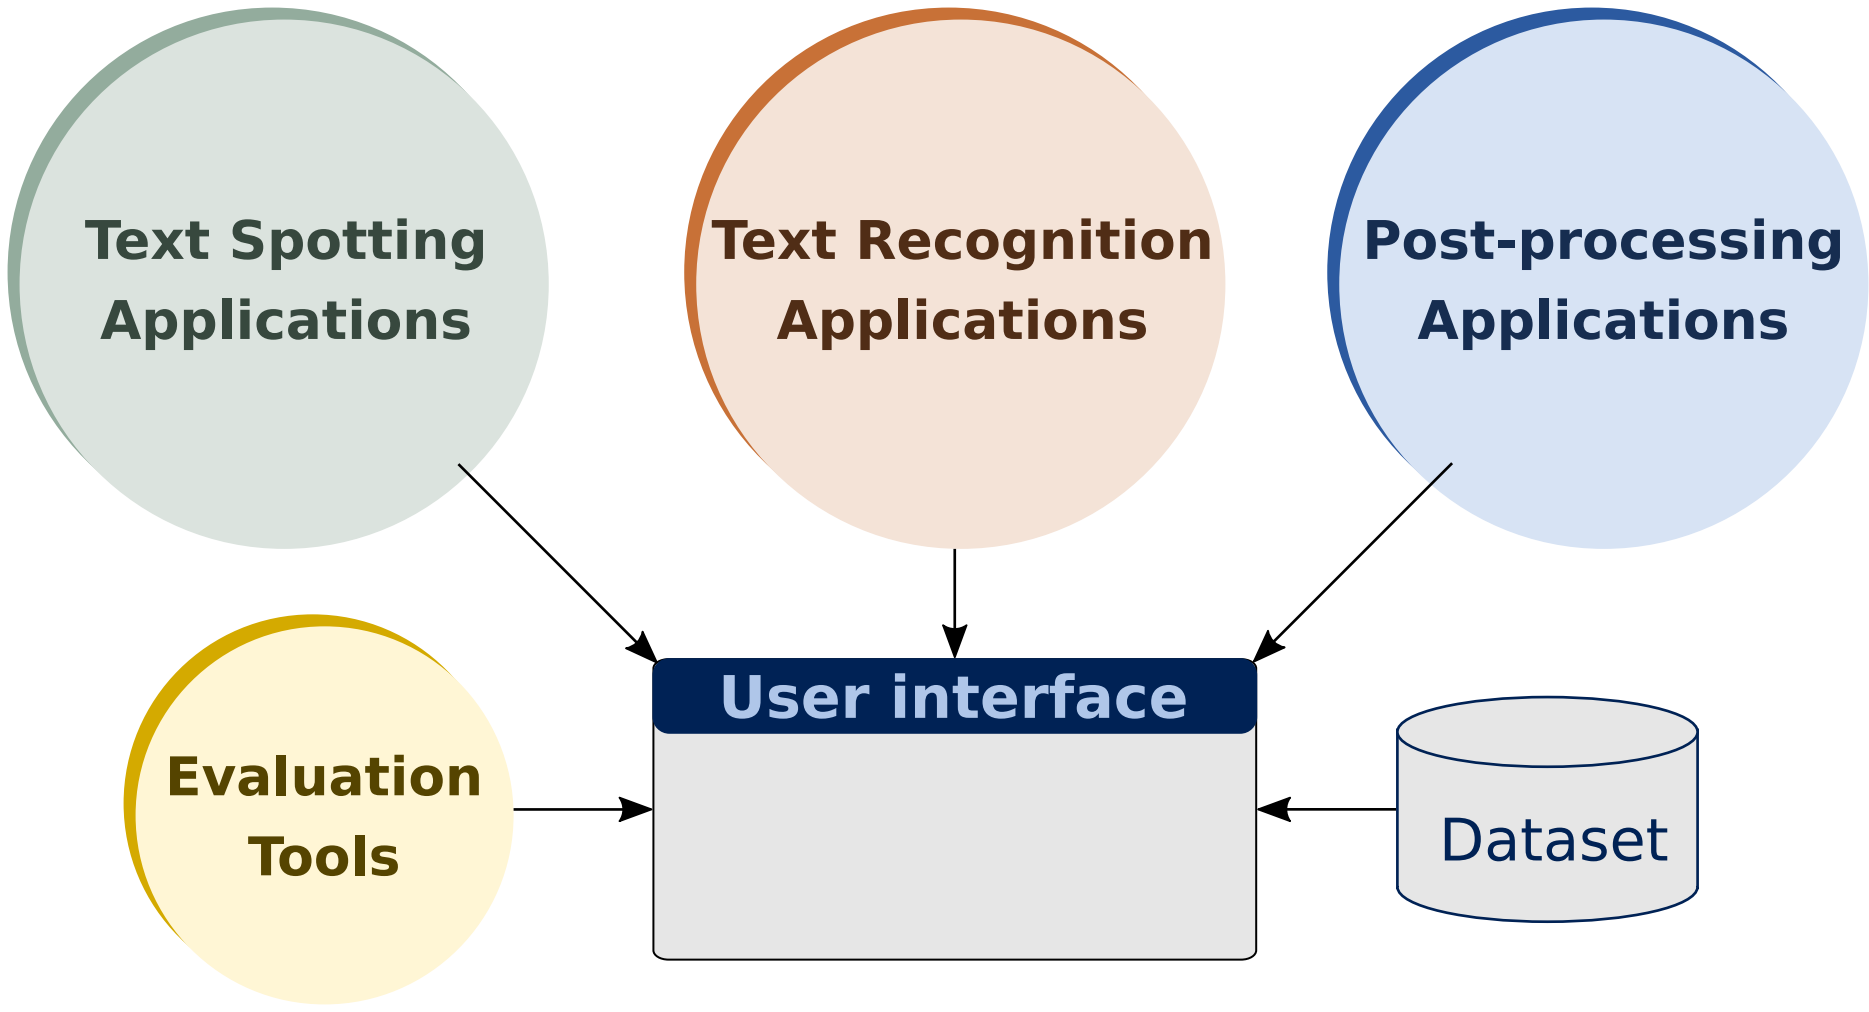 Text Spotting
Applications
Text Recognition
Applications
Post-processing
Applications
User interface
Evaluation
Tools
Dataset